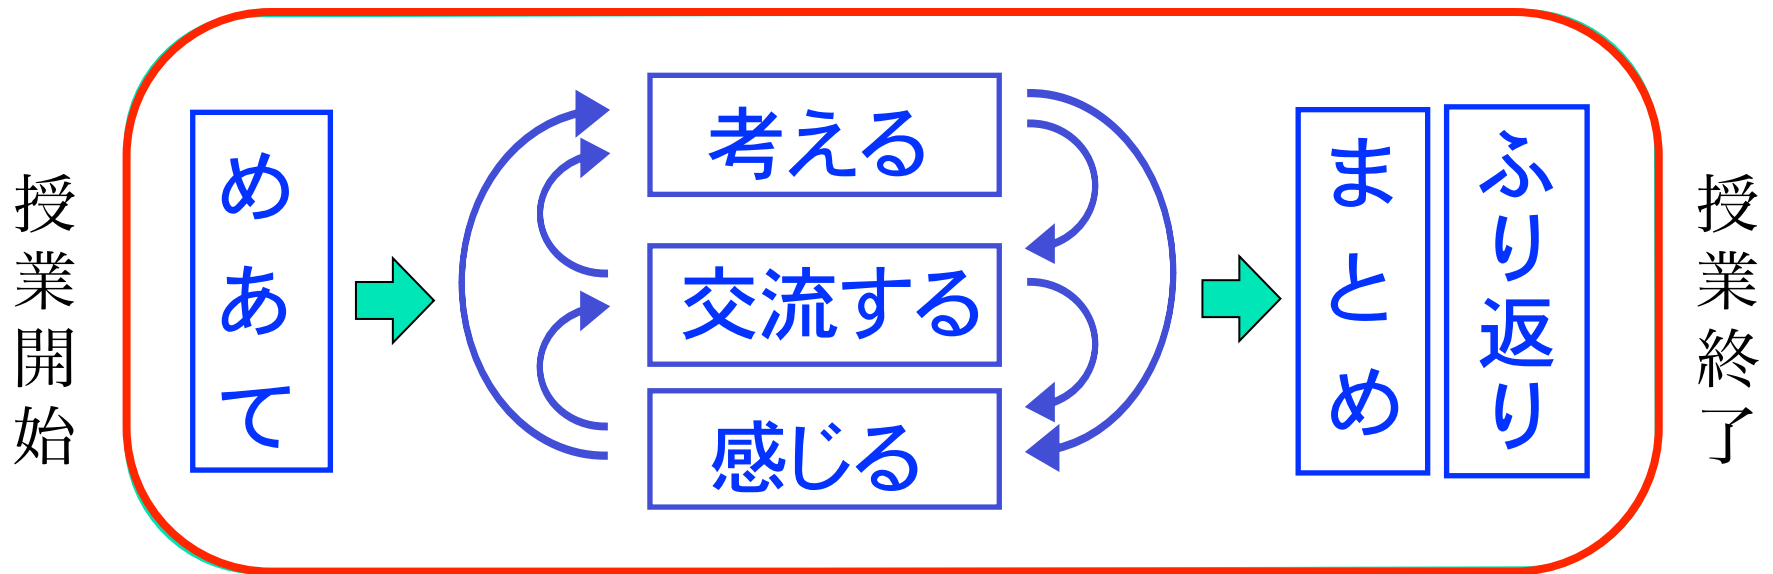 授業開始
めあて
考える
交流する
感じる
まとめ
ふり返り
授業終了